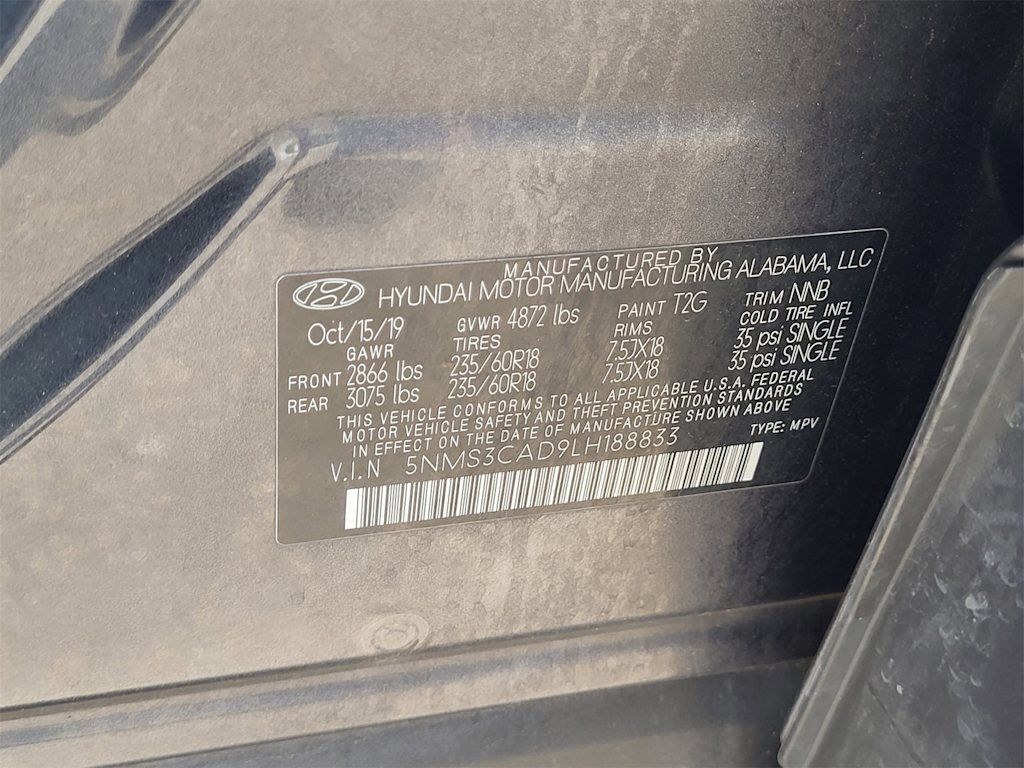 MANUFACTURED BY
HYUNDAI MOTOR MANUFACTURING ALABAMA, LLC
Oct/15/19 GVWR 4872 lbs PAINT T2G TRIM NNB
GAWR TIRES RIMS COLD TIRE INFL
FRONT 2866 lbs 235/60R18 7.5JX18 35 psi SINGLE
REAR 3075 lbs 235/60R18 7.5JX18 35 psi SINGLE
THIS VEHICLE CONFORMS TO ALL APPLICABLE U.S.A. FEDERAL
MOTOR VEHICLE SAFETY AND THEFT PREVENTION STANDARDS
IN EFFECT ON THE DATE OF MANUFACTURE SHOWN ABOVE
V.I.N 5NMS3CAD9LH188833 TYPE: MPV